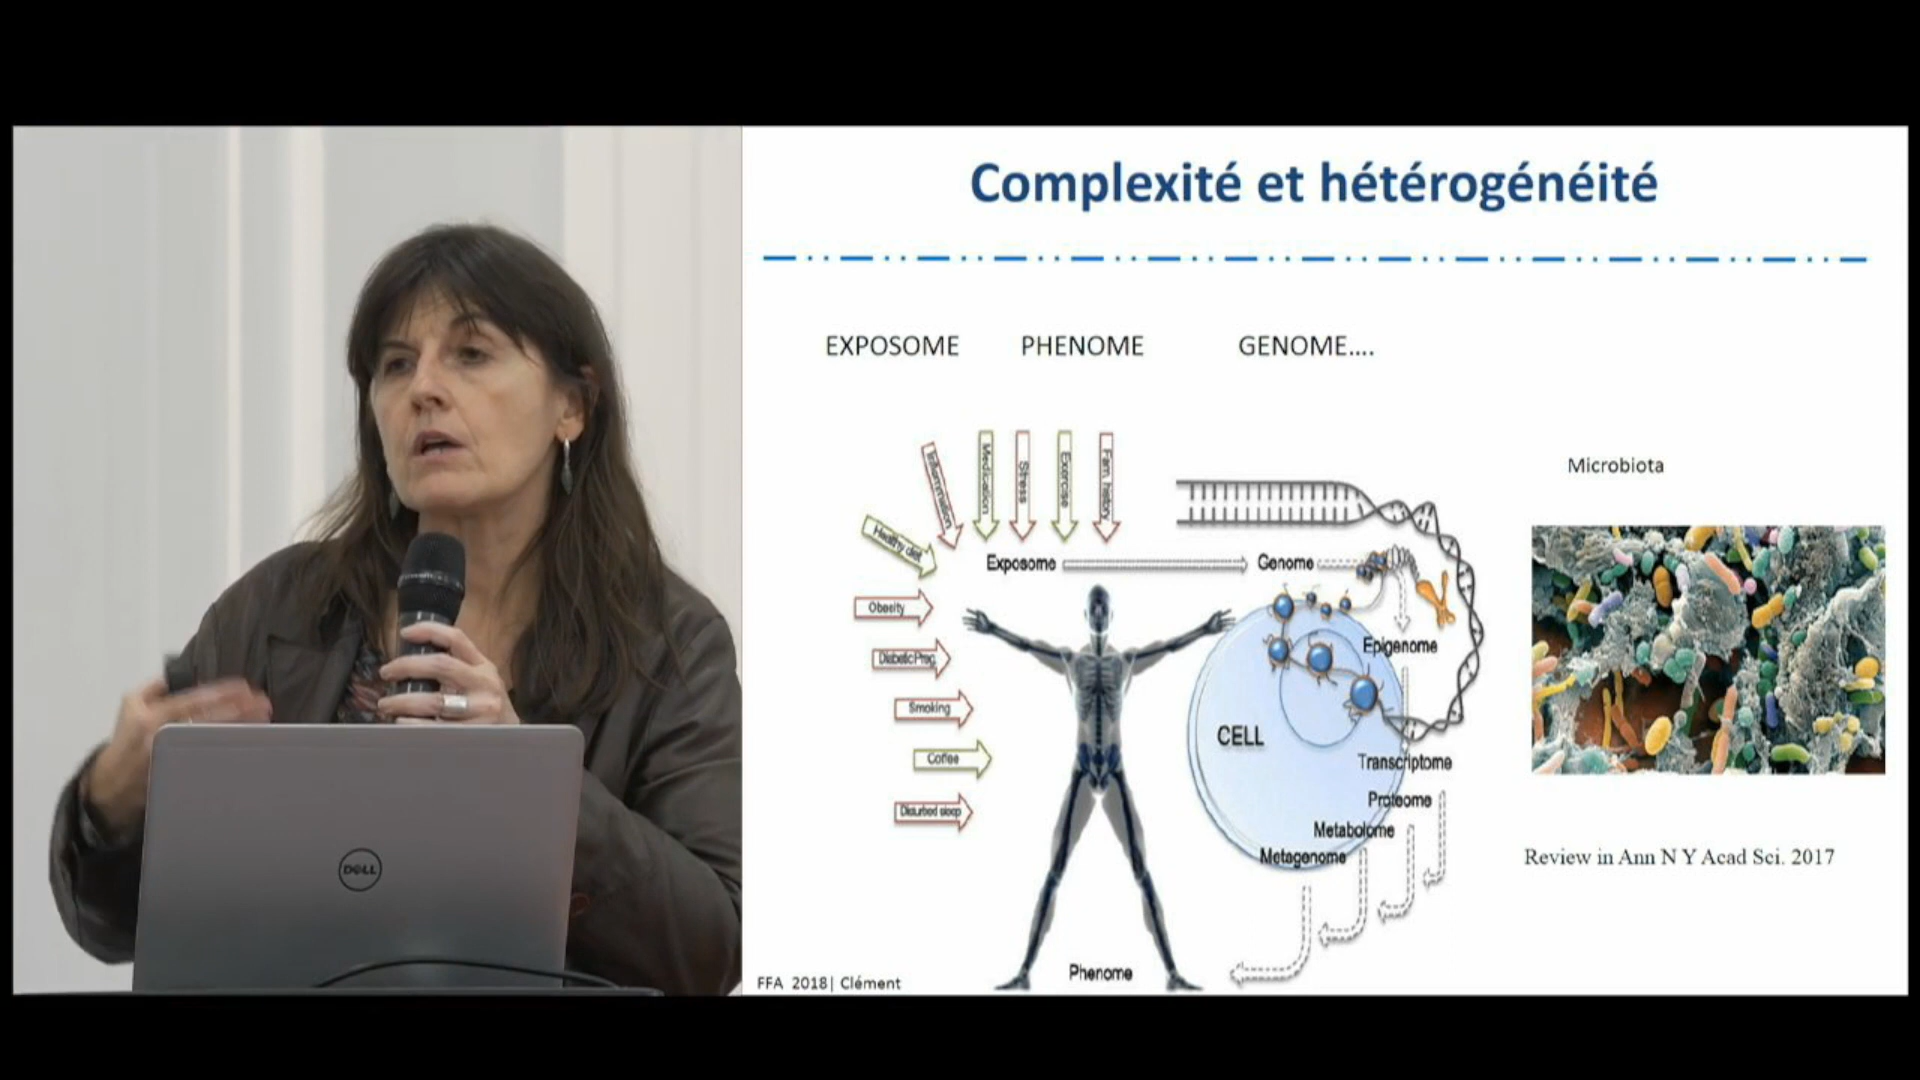 Complexité et hétérogénéité
EXPOSOME PHENOME GENOME....
Inflammation
Medication
Stress
Exercise
Fam. history
Microbiota
Healthy diet
Exposome
Genome
Obesity
Epigenome
Diabetic Preg.
Smoking
CELL
Coffee
Transcriptome
Disturbed sleep
Proteome
Metabolome
Metagenome
Review in Ann N Y Acad Sci. 2017
DELL
Phenome
FFA 2018| Clément